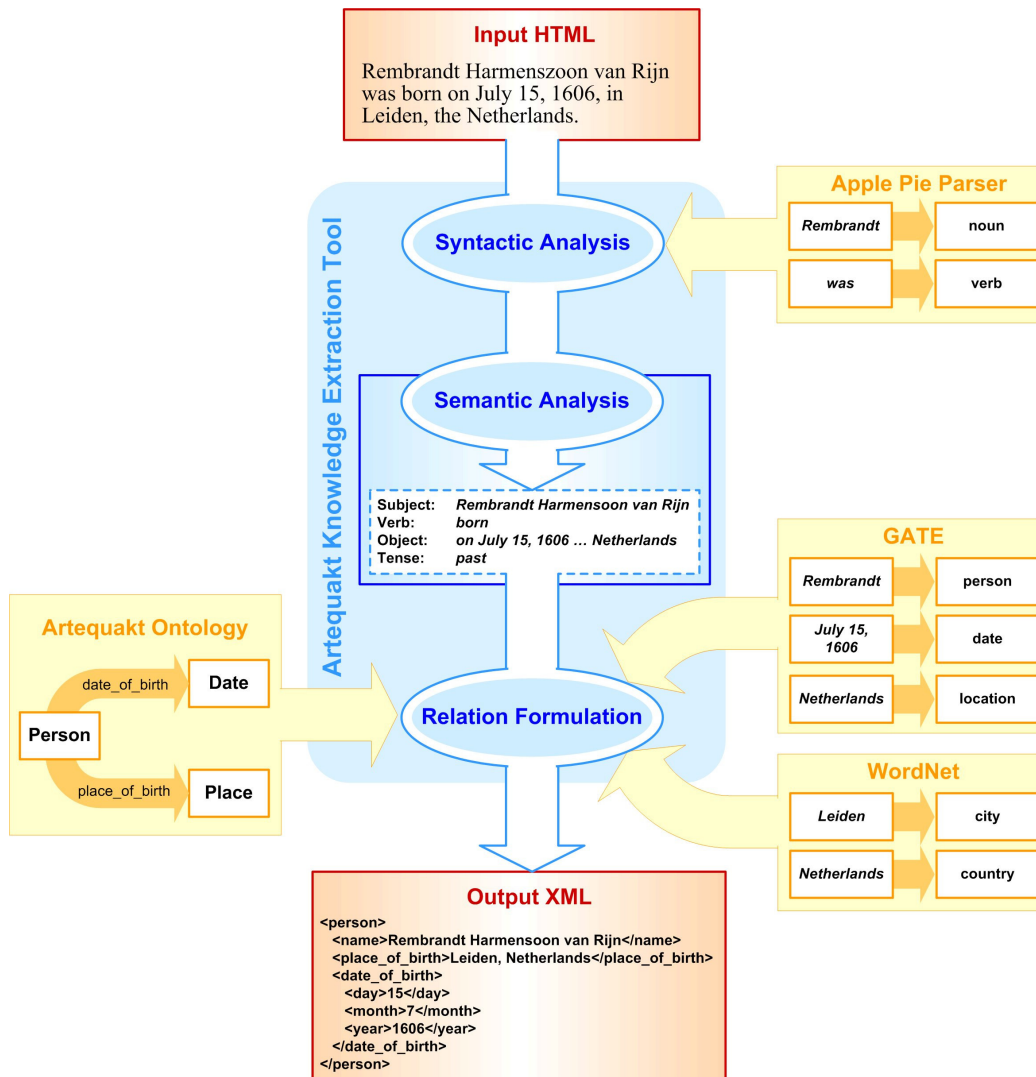 Input HTML
Rembrandt Harmenszoon van Rijn
was born on July 15, 1606, in
Leiden, the Netherlands.
Artequakt Knowledge Extraction Tool
Syntactic Analysis
Apple Pie Parser
Rembrandt noun
was verb
Semantic Analysis
Subject: Rembrandt Harmensoon van Rijn
Verb: born
Object: on July 15, 1606 ... Netherlands
Tense: past
GATE
Rembrandt person
July 15,
1606
date
Netherlands location
Artequakt Ontology
date_of_birth
Date
Person
place_of_birth
Place
Relation Formulation
WordNet
Leiden city
Netherlands country
Output XML
<person>
<name>Rembrandt Harmensoon van Rijn</name>
<place_of_birth>Leiden, Netherlands</place_of_birth>
<date_of_birth>
<day>15</day>
<month>7</month>
<year>1606</year>
</date_of_birth>
</person>